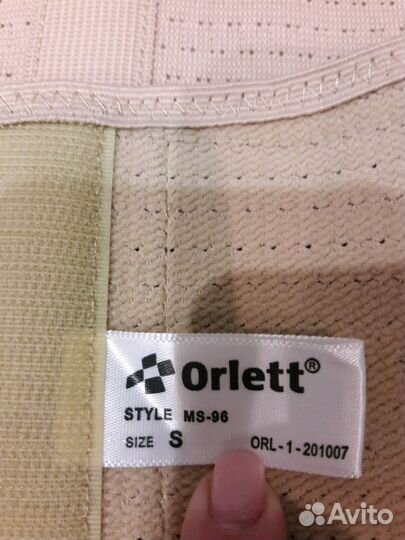 Orlett®
STYLE MS-96
SIZE S ORL-1-201007
Avito